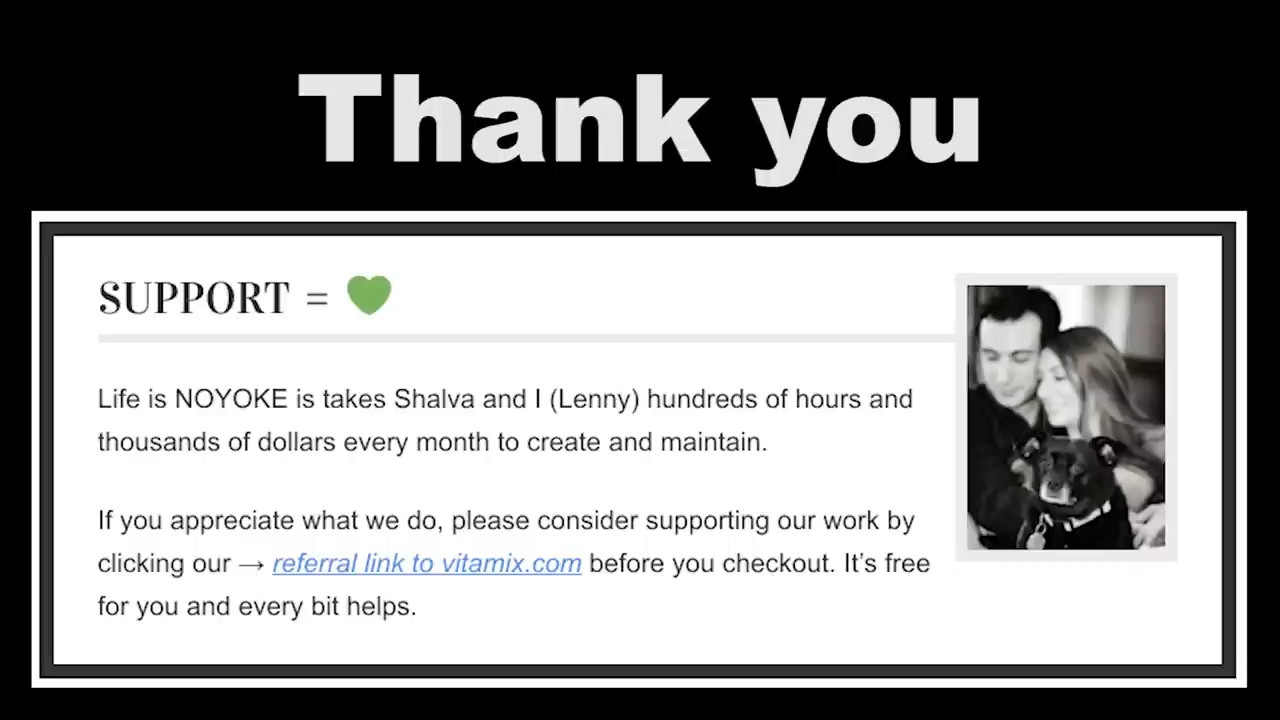 Thank you
SUPPORT = 💚
Life is NOYOKE is takes Shalva and I (Lenny) hundreds of hours and
thousands of dollars every month to create and maintain.
If you appreciate what we do, please consider supporting our work by
clicking our → referral link to vitamix.com before you checkout. It’s free
for you and every bit helps.